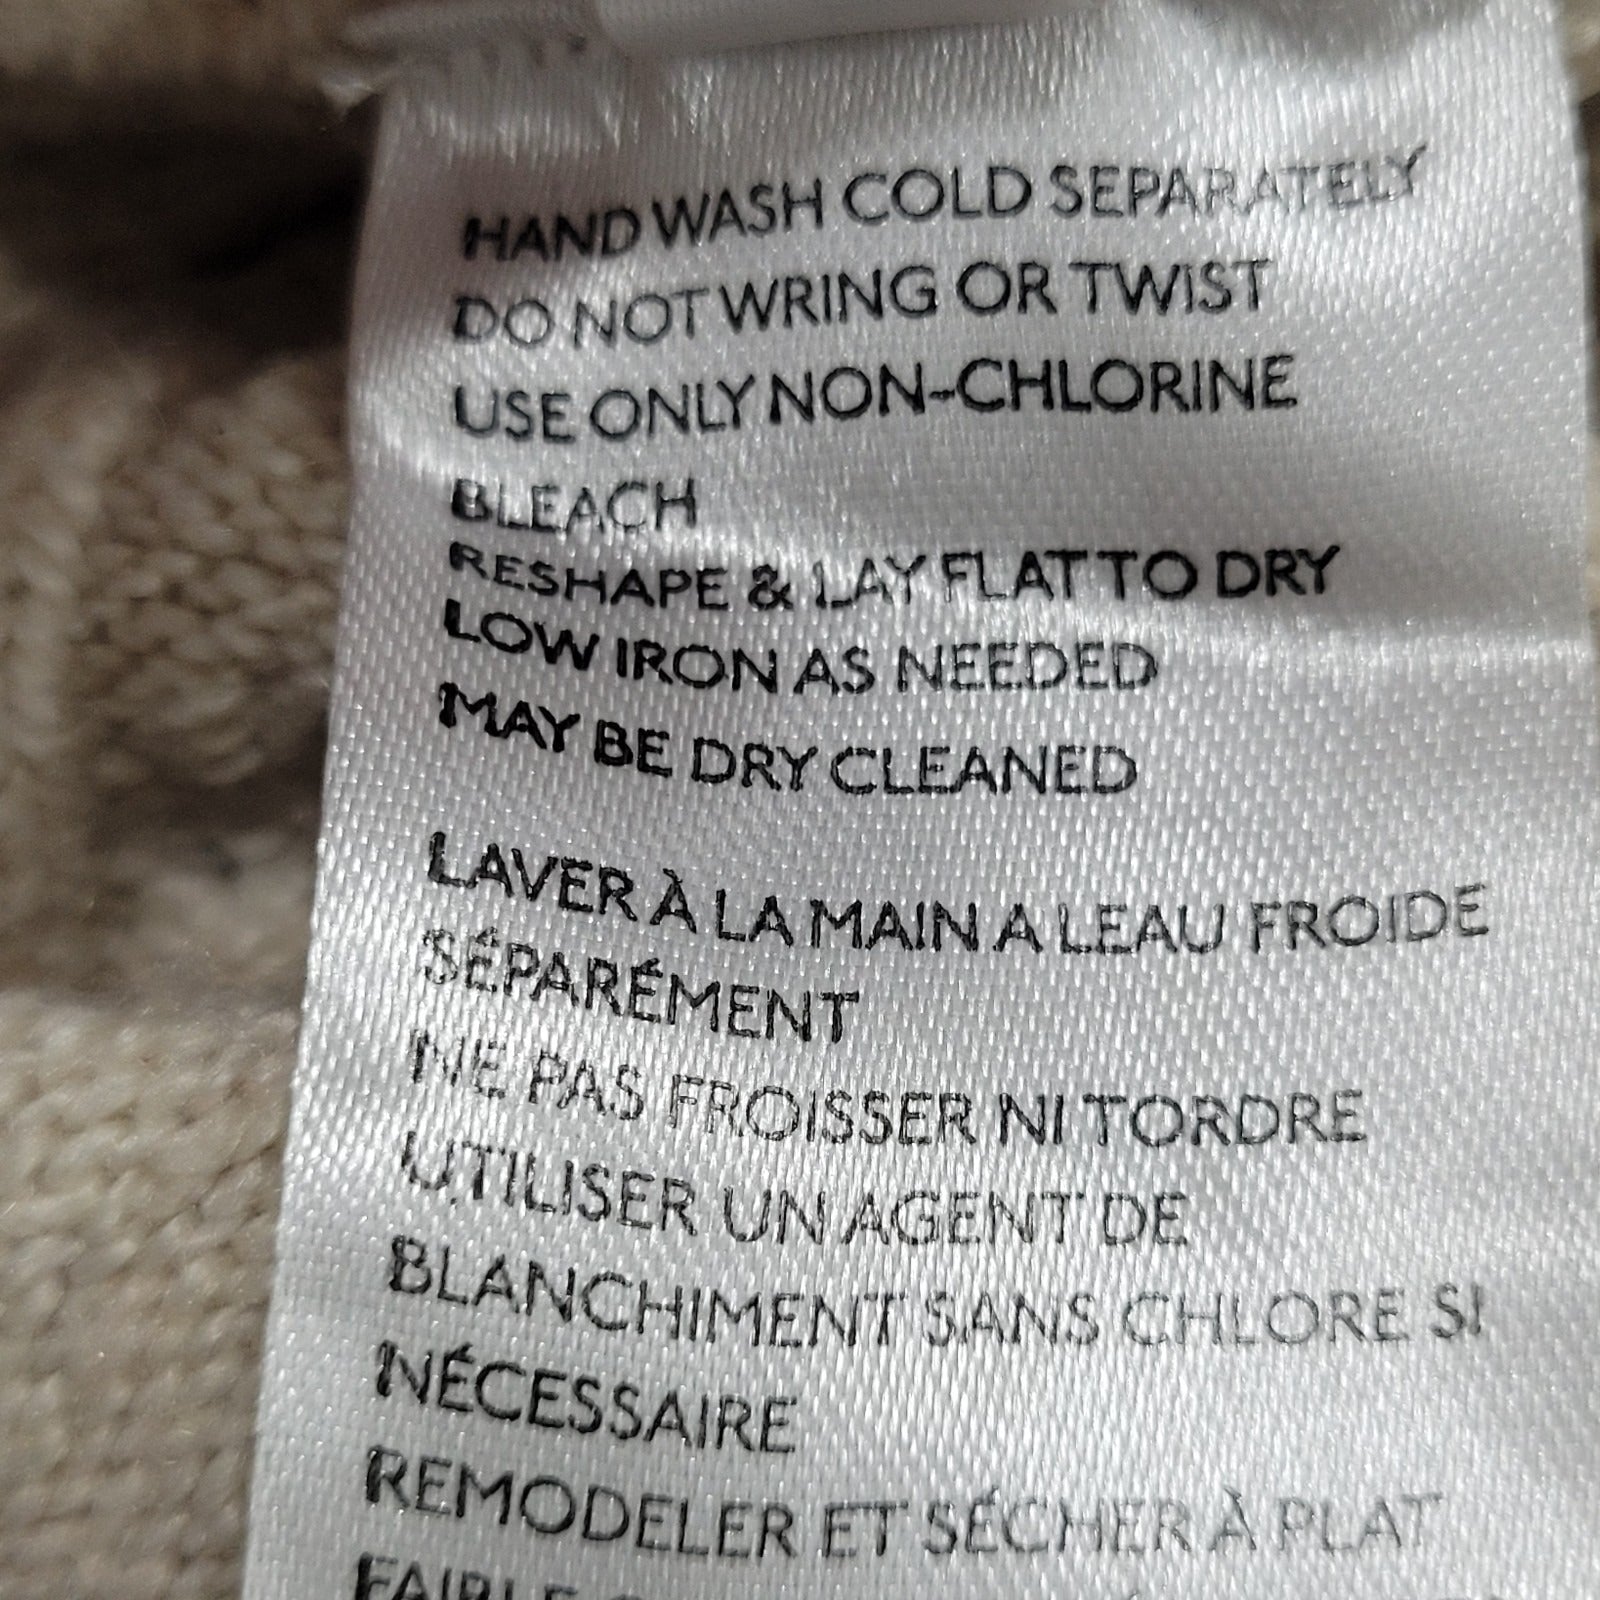 HAND WASH COLD SEPARATELY
DO NOT WRING OR TWIST
USE ONLY NON-CHLORINE
BLEACH
RESHAPE & LAY FLAT TO DRY
LOW IRON AS NEEDED
MAY BE DRY CLEANED
LAVER À LA MAIN A LEAU FROIDE
SÉPARÉMENT
NE PAS FROISSER NI TORDRE
UTILISER UN AGENT DE
BLANCHIMENT SANS CHLORE SI
NÉCESSAIRE
REMODELER ET SÉCHER À PLAT
FAIBLE